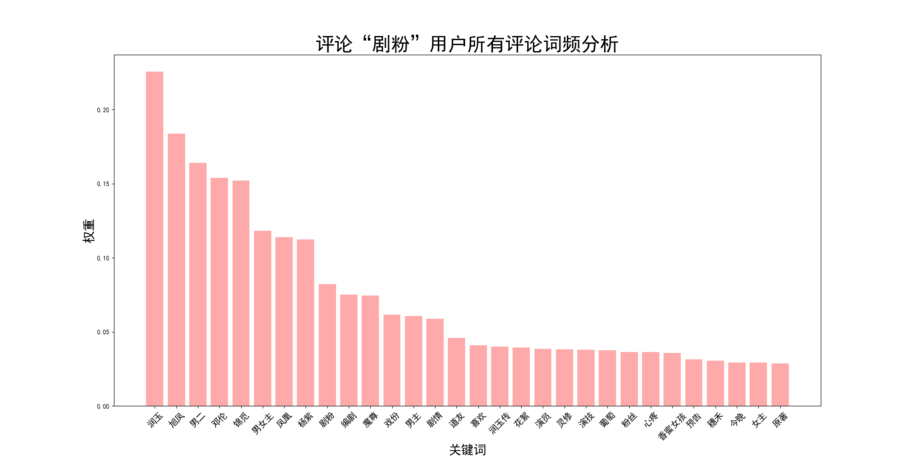 评论“剧粉”用户所有评论词频分析
权重
0.20
0.15
0.10
0.05
0.00
润玉 旭凤 男二 邓伦 锦觅 男女主 凤凰 杨紫 剧粉 编剧 魔尊 戏份 男主 剧情 道友 喜欢 润玉传 花絮 演员 灵修 演技 葡萄 粉丝 心疼 香蜜女孩 预告 穗禾 今晚 女主 原著
关键词